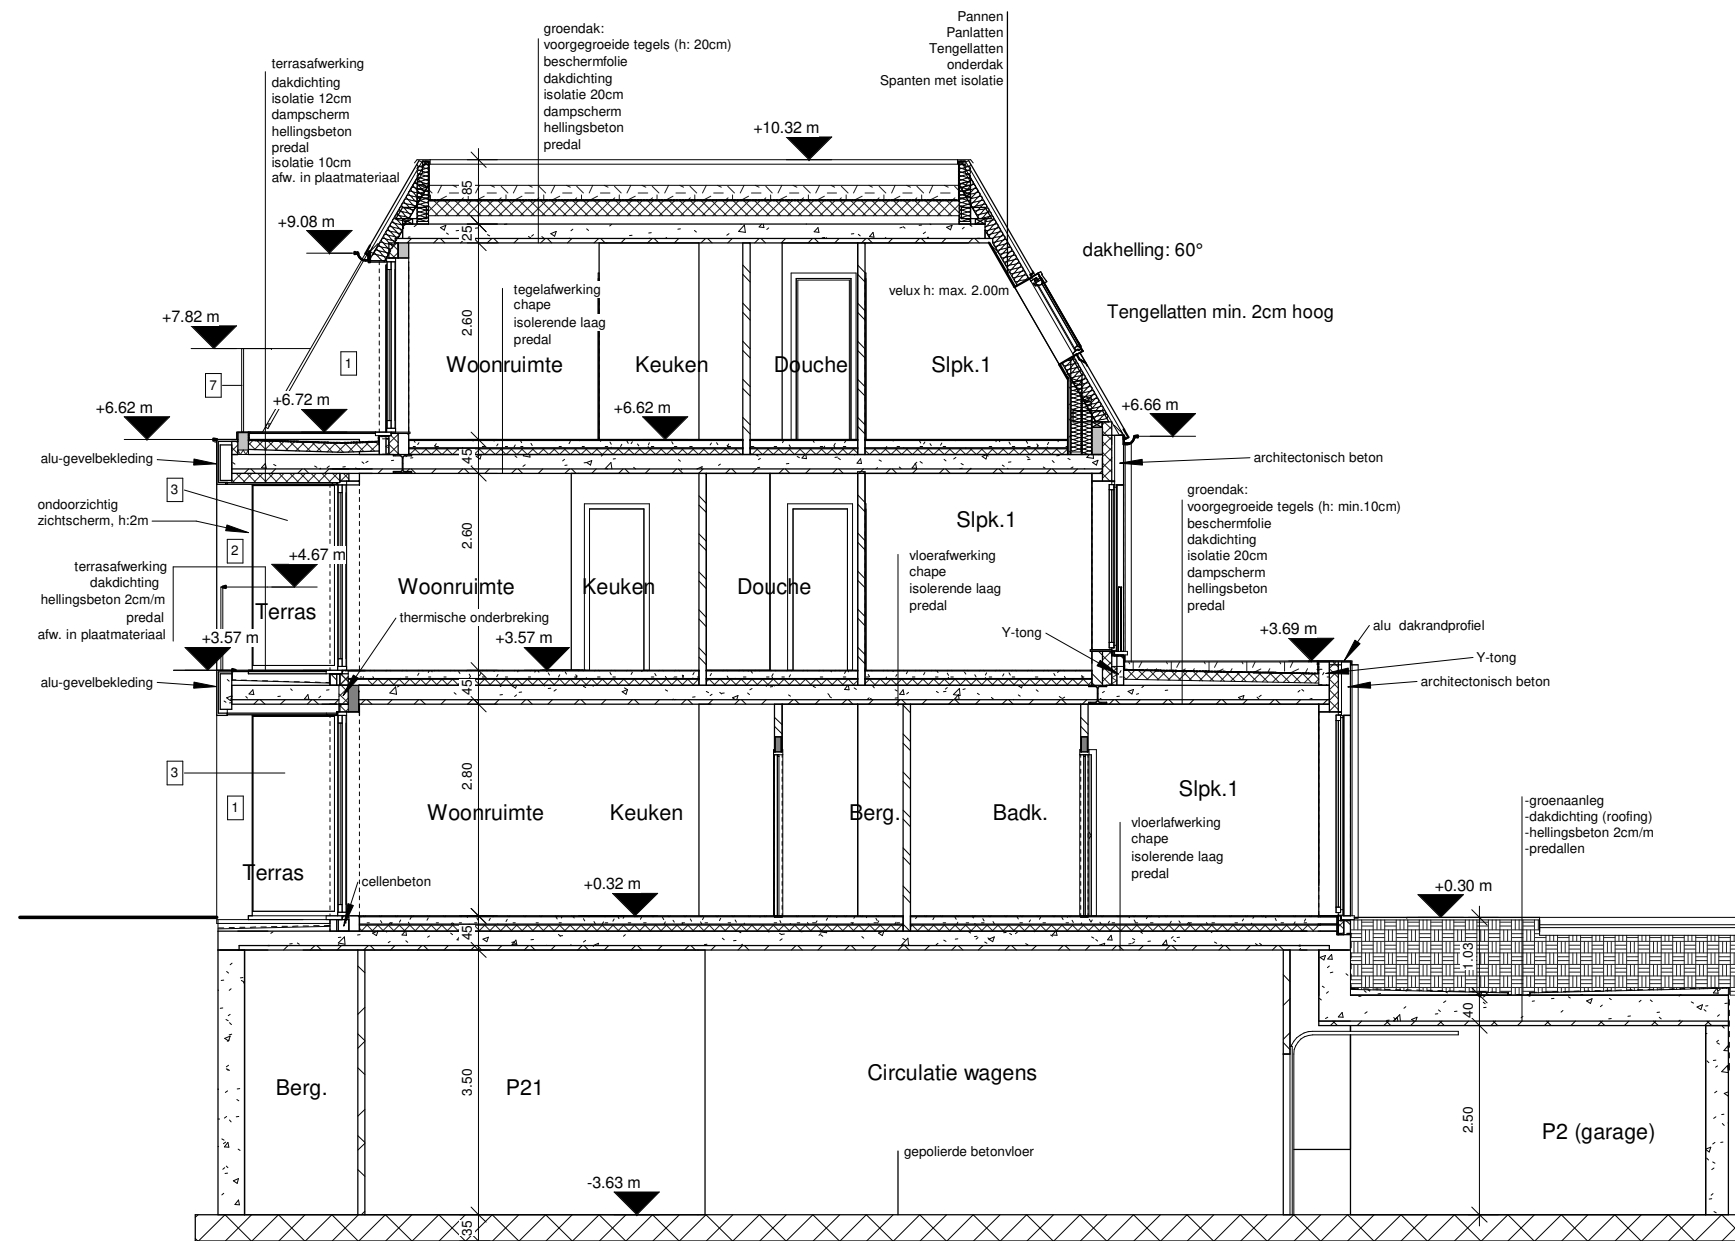 Pannen
Panlatten
Tengellatten
onderdak
Spanten met isolatie
groendak:
voorgegroeide tegels (h: 20cm)
beschermfolie
dakdichting
isolatie 20cm
dampscherm
hellingsbeton
predal
terrasafwerking
dakdichting
isolatie 12cm
dampscherm
hellingsbeton
predal
isolatie 10cm
afw. in plaatmateriaal
+10.32 m
85
25
+9.08 m
dakhelling: 60°
Tengellatten min. 2cm hoog
velux h: max. 2.00m
tegelafwerking
chape
isolerende laag
predal
+7.82 m
2.60
1
7
Woonruimte
Keuken
Douche
Slpk.1
+6.72 m
+6.62 m
+6.62 m
+6.66 m
45
alu-gevelbekleding
architectonisch beton
3
ondoorzichtig
zichtscherm, h:2m
2
groendak:
voorgegroeide tegels (h: min.10cm)
beschermfolie
dakdichting
isolatie 20cm
dampscherm
hellingsbeton
predal
Slpk.1
2.60
+4.67 m
terrasafwerking
dakdichting
hellingsbeton 2cm/m
predal
afw. in plaatmateriaal
vloerafwerking
chape
isolerende laag
predal
Woonruimte
Keuken
Douche
Terras
thermische onderbreking
Y-tong
+3.57 m
+3.57 m
+3.69 m
alu dakrandprofiel
Y-tong
architectonisch beton
alu-gevelbekleding
45
3
2.80
1
Woonruimte
Keuken
Berg.
Badk.
Slpk.1
Terras
vloerlafwerking
chape
isolerende laag
predal
-groenaanleg
-dakdichting (roofing)
-hellingsbeton 2cm/m
-predallen
cellenbeton
+0.32 m
+0.30 m
45
1.03
40
Berg.
P21
3.50
Circulatie wagens
2.50
P2 (garage)
gepolierde betonvloer
-3.63 m
35